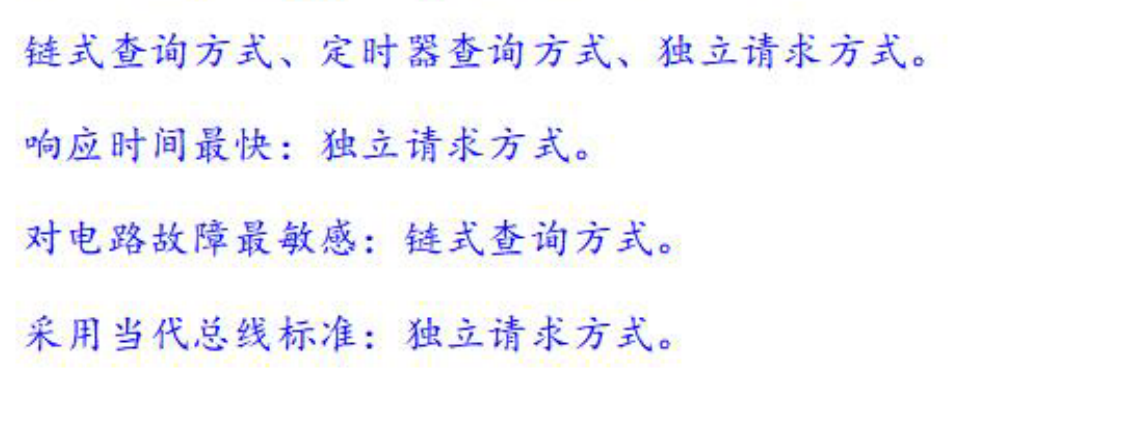 链式查询方式、定时器查询方式、独立请求方式。
响应时间最快：独立请求方式。
对电路故障最敏感：链式查询方式。
采用当代总线标准：独立请求方式。